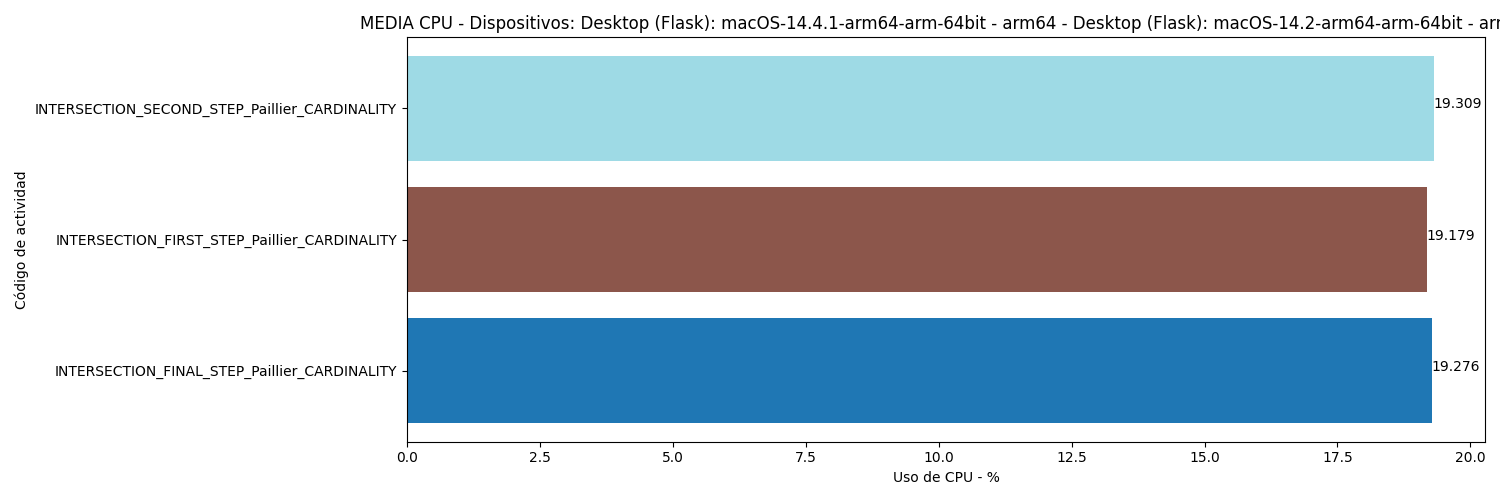 MEDIA CPU - Dispositivos: Desktop (Flask): macOS-14.4.1-arm64-arm-64bit - arm64 - Desktop (Flask): macOS-14.2-arm64-arm-64bit -
INTERSECTION_SECOND_STEP_Paillier_CARDINALITY
19.309
INTERSECTION_FIRST_STEP_Paillier_CARDINALITY
19.179
INTERSECTION_FINAL_STEP_Paillier_CARDINALITY
19.276
Código de actividad
0.0 2.5 5.0 7.5 10.0 12.5 15.0 17.5 20.0
Uso de CPU - %